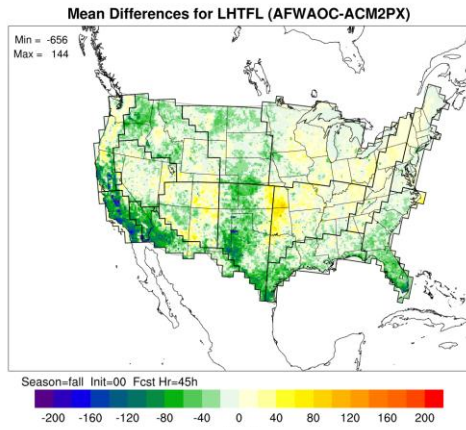 Mean Differences for LHTFL (AFWAOC-ACM2PX)
Min = -656
Max = 144
Season=fall Init=00 Fcst Hr=45h
-200 -160 -120 -80 -40 0 40 80 120 160 200